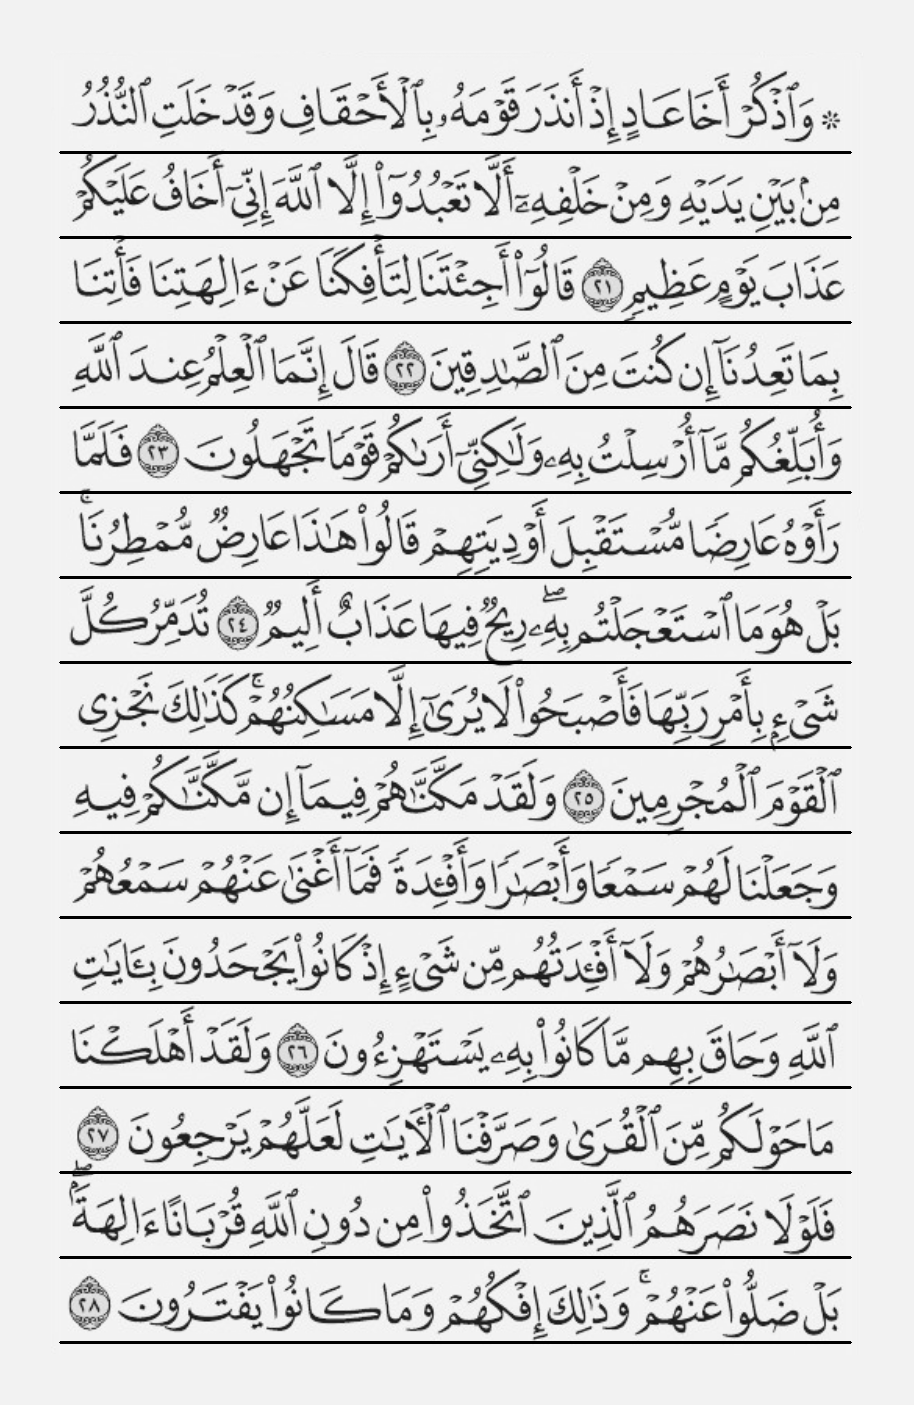 ۞ وَٱذْكُرْ أَخَا عَادٍ إِذْ أَنذَرَ قَوْمَهُۥ بِٱلْأَحْقَافِ وَقَدْ خَلَتِ ٱلنُّذُرُ
مِنۢ بَيْنِ يَدَيْهِ وَمِنْ خَلْفِهِۦٓ أَلَّا تَعْبُدُوٓا۟ إِلَّا ٱللَّهَ إِنِّىٓ أَخَافُ عَلَيْكُمْ
عَذَابَ يَوْمٍ عَظِيمٍ ٢١ قَالُوٓا۟ أَجِئْتَنَا لِتَأْفِكَنَا عَنْ ءَالِهَتِنَا فَأْتِنَا
بِمَا تَعِدُنَآ إِن كُنتَ مِنَ ٱلصَّـٰدِقِينَ ٢٢ قَالَ إِنَّمَا ٱلْعِلْمُ عِندَ ٱللَّهِ
وَأُبَلِّغُكُم مَّآ أُرْسِلْتُ بِهِۦ وَلَـٰكِنِّىٓ أَرَىٰكُمْ قَوْمًا تَجْهَلُونَ ٢٣ فَلَمَّا
رَأَوْهُ عَارِضًا مُّسْتَقْبِلَ أَوْدِيَتِهِمْ قَالُوا۟ هَـٰذَا عَارِضٌ مُّمْطِرُنَا ۚ
بَلْ هُوَ مَا ٱسْتَعْجَلْتُم بِهِۦ ۖ رِيحٌ فِيهَا عَذَابٌ أَلِيمٌ ٢٤ تُدَمِّرُ كُلَّ
شَىْءٍۭ بِأَمْرِ رَبِّهَا فَأَصْبَحُوا۟ لَا يُرَىٰٓ إِلَّا مَسَـٰكِنُهُمْ ۚ كَذَٰلِكَ نَجْزِى
ٱلْقَوْمَ ٱلْمُجْرِمِينَ ٢٥ وَلَقَدْ مَكَّنَّـٰهُمْ فِيمَآ إِن مَّكَّنَّـٰكُمْ فِيهِ
وَجَعَلْنَا لَهُمْ سَمْعًا وَأَبْصَـٰرًا وَأَفْـِٔدَةً فَمَآ أَغْنَىٰ عَنْهُمْ سَمْعُهُمْ
وَلَآ أَبْصَـٰرُهُمْ وَلَآ أَفْـِٔدَتُهُم مِّن شَىْءٍ إِذْ كَانُوا۟ يَجْحَدُونَ بِـَٔايَـٰتِ
ٱللَّهِ وَحَاقَ بِهِم مَّا كَانُوا۟ بِهِۦ يَسْتَهْزِءُونَ ٢٦ وَلَقَدْ أَهْلَكْنَا
مَا حَوْلَكُم مِّنَ ٱلْقُرَىٰ وَصَرَّفْنَا ٱلْـَٔايَـٰتِ لَعَلَّهُمْ يَرْجِعُونَ ٢٧
فَلَوْلَا نَصَرَهُمُ ٱلَّذِينَ ٱتَّخَذُوا۟ مِن دُونِ ٱللَّهِ قُرْبَانًا ءَالِهَةًۢ ۖ
بَلْ ضَلُّوا۟ عَنْهُمْ ۚ وَذَٰلِكَ إِفْكُهُمْ وَمَا كَانُوا۟ يَفْتَرُونَ ٢٨